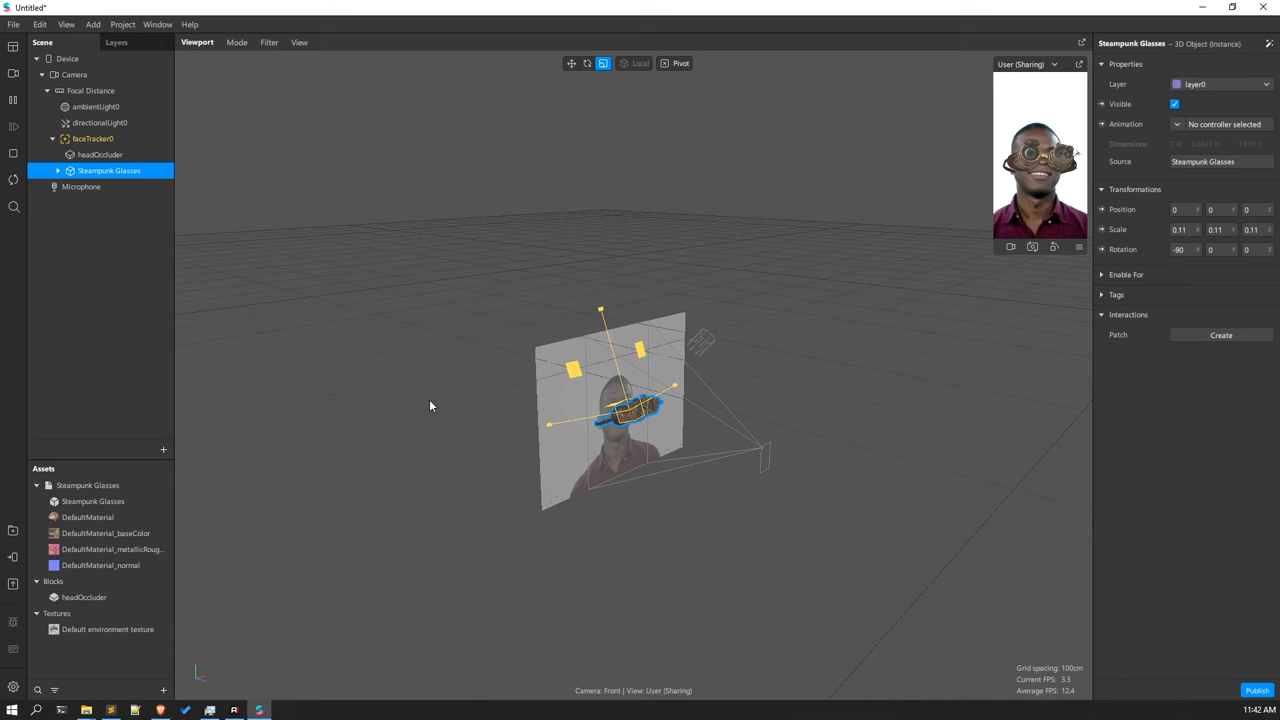 Untitled*
File Edit View Add Project Window Help
Scene Layers
Device
Camera
Focal Distance
ambientLight0
directionalLight0
faceTracker0
headOccluder
Steampunk Glasses
Microphone
Assets
Steampunk Glasses
Steampunk Glasses
DefaultMaterial
DefaultMaterial_baseColor
DefaultMaterial_metallicRoug...
DefaultMaterial_normal
Blocks
headOccluder
Textures
Default environment texture
Viewport Mode Filter View
Local Pivot
User (Sharing)
Grid spacing: 100cm
Current FPS: 3.3
Average FPS: 12.4
Camera: Front | View: User (Sharing)
Steampunk Glasses – 3D Object (Instance)
Properties
Layer layer0
Visible
Animation No controller selected
Dimensions
Source Steampunk Glasses
Transformations
Position 0 X 0 Y 0 Z
Scale 0.11 X 0.11 Y 0.11 Z
Rotation -90 X 0 Y 0 Z
Enable For
Tags
Interactions
Patch Create
Publish
11:42 AM